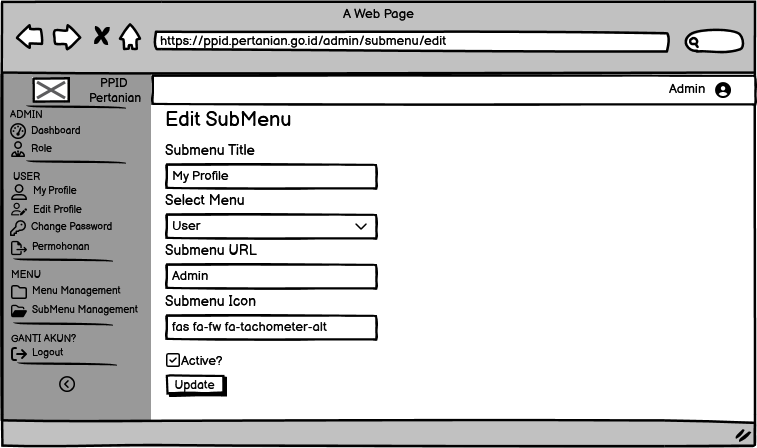 A Web Page
https://ppid.pertanian.go.id/admin/submenu/edit
PPID
Pertanian
Admin
ADMIN
Dashboard
Role
USER
My Profile
Edit Profile
Change Password
Permohonan
MENU
Menu Management
SubMenu Management
GANTI AKUN?
Logout
Edit SubMenu
Submenu Title
My Profile
Select Menu
User
Submenu URL
Admin
Submenu Icon
fas fa-fw fa-tachometer-alt
Active?
Update